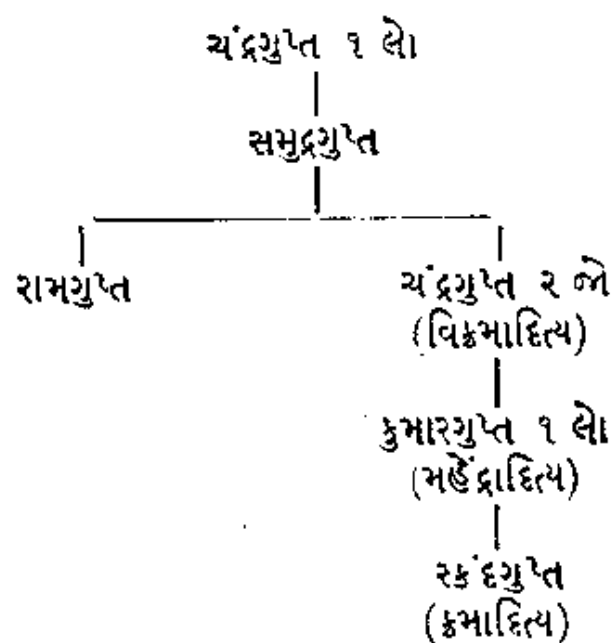 ચંદ્રગુપ્ત ૧ લો
સમુદ્રગુપ્ત
રામગુપ્ત
ચંદ્રગુપ્ત ૨ જો
(વિક્રમાદિત્ય)
કુમારગુપ્ત ૧ લો
(મહેંદ્રાદિત્ય)
સ્કંદગુપ્ત
(ક્રમાદિત્ય)